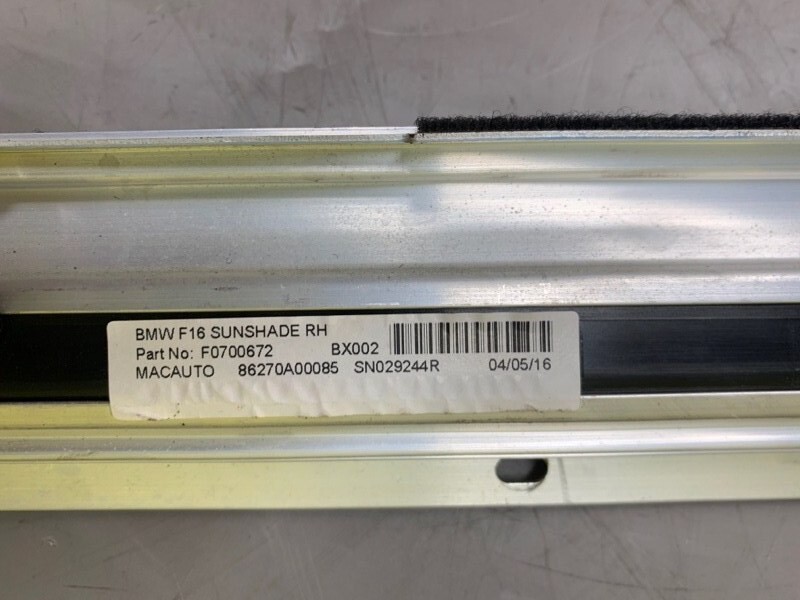 BMW F16 SUNSHADE RH
Part No: F0700672 BX002
MACAUTO 86270A00085 SN029244R 04/05/16